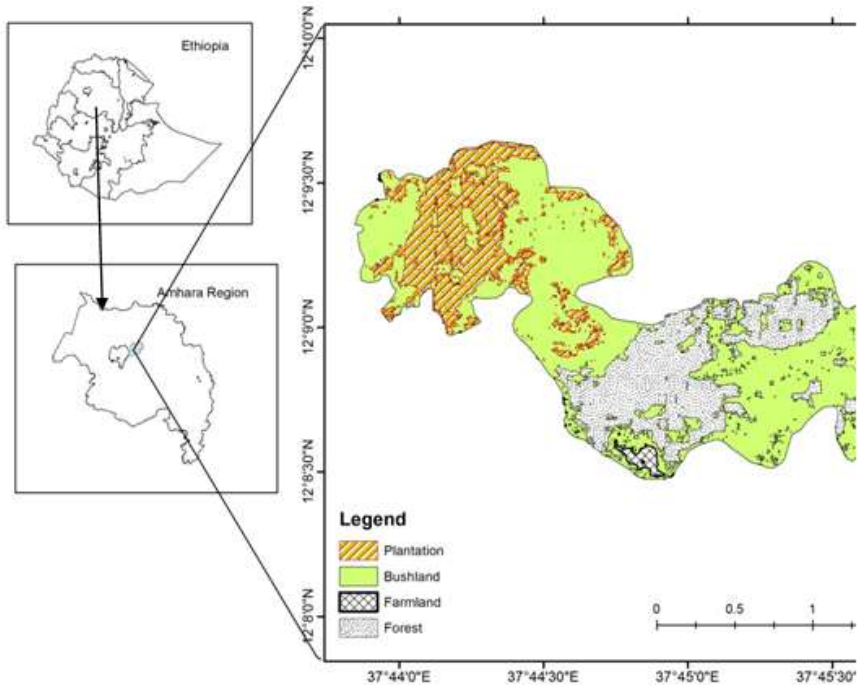 Ethiopia
Amhara Region
12°10'0"N
12°9'30"N
12°9'0"N
12°8'30"N
12°8'0"N
Legend
Plantation
Bushland
Farmland
Forest
0 0.5 1
37°44'0"E 37°44'30"E 37°45'0"E 37°45'30"